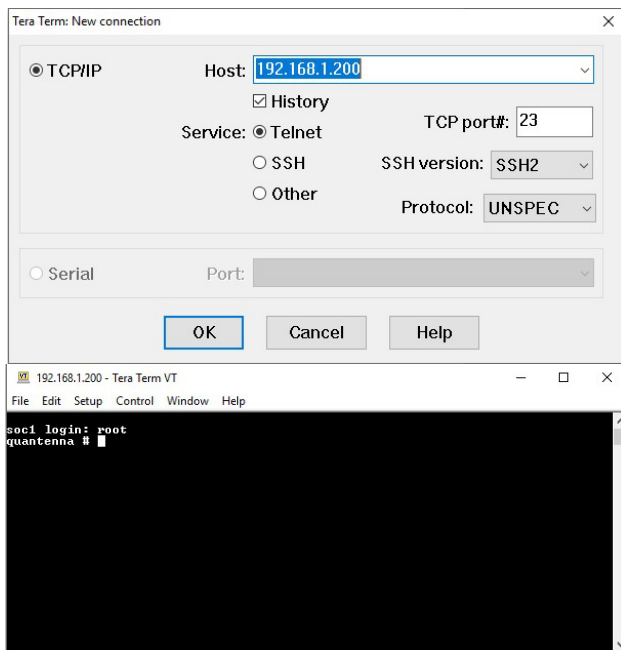 Tera Term: New connection
TCP/IP Host: 192.168.1.200
History
Service: Telnet TCP port#: 23
SSH SSH version: SSH2
Other Protocol: UNSPEC
Serial Port:
OK Cancel Help
192.168.1.200 - Tera Term VT
File Edit Setup Control Window Help
soc1 login: root
quantenna #